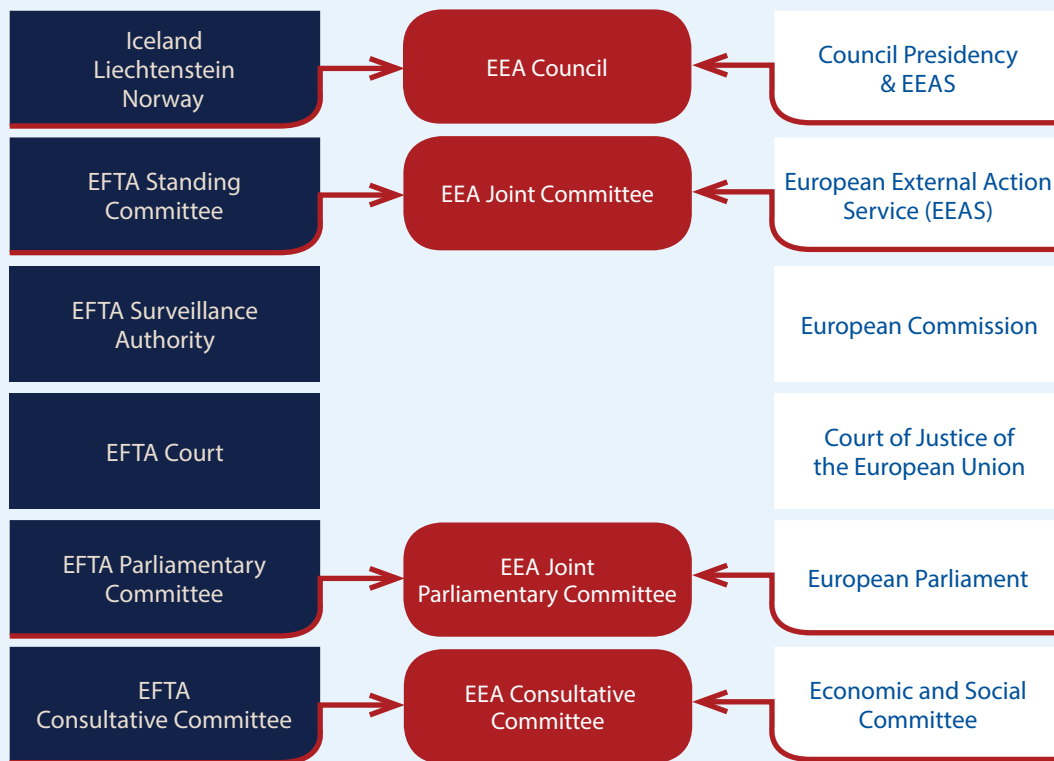 Iceland
Liechtenstein
Norway
EEA Council
Council Presidency
& EEAS
EFTA Standing
Committee
EEA Joint Committee
European External Action
Service (EEAS)
EFTA Surveillance
Authority
European Commission
EFTA Court
Court of Justice of
the European Union
EFTA Parliamentary
Committee
EEA Joint
Parliamentary Committee
European Parliament
EFTA
Consultative Committee
EEA Consultative
Committee
Economic and Social
Committee